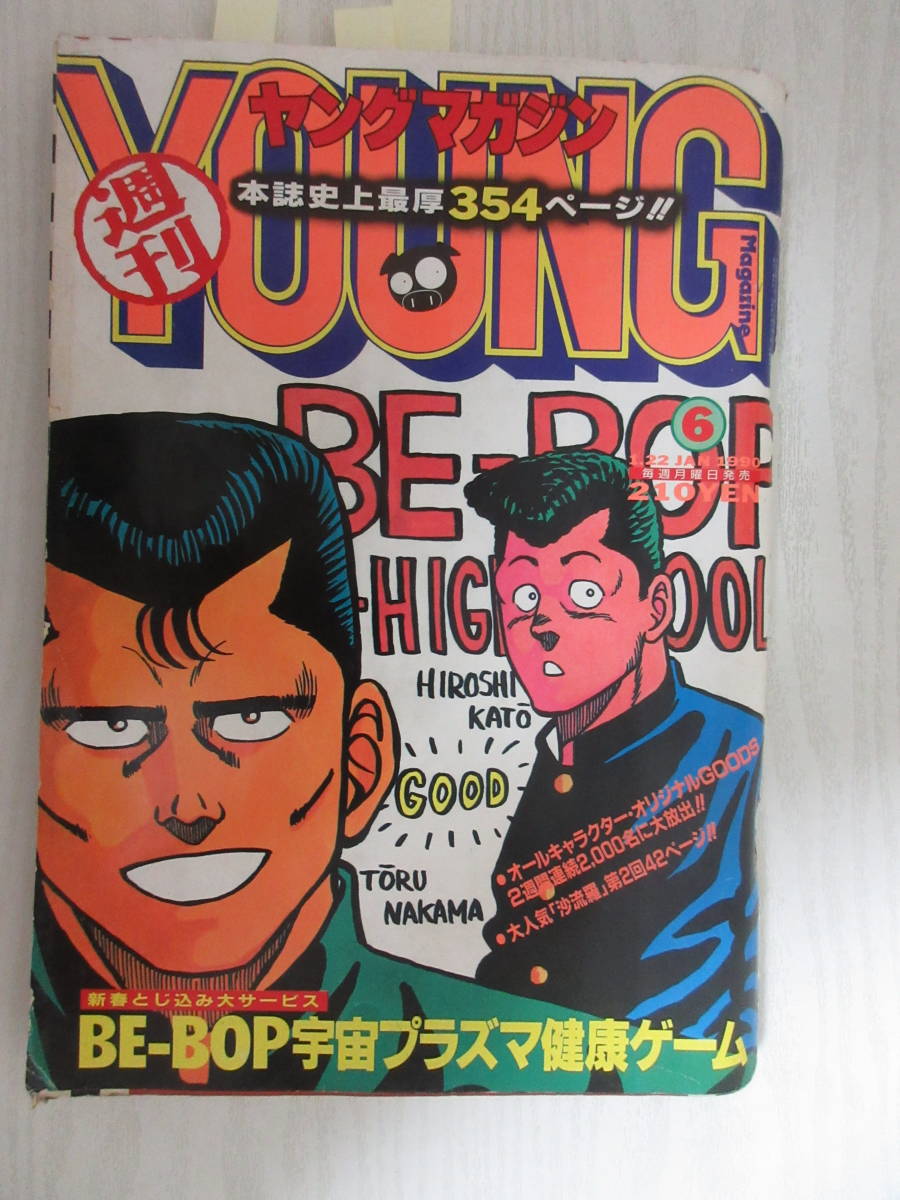 YOUNG
ヤングマガジン
週刊
本誌史上最厚354ページ!!
Magazine
BE-BOP
6
1.22 JAN 1990
毎週月曜日発売
210YEN
-HIGH OOL
HIROSHI
KATŌ
GOOD
TŌRU
NAKAMA
●オールキャラクター・オリジナルGOODS
2週間連続2,000名に大放出!!
●大人気「沙流羅」第2回42ページ!!
新春とじ込み大サービス
BE-BOP宇宙プラズマ健康ゲーム